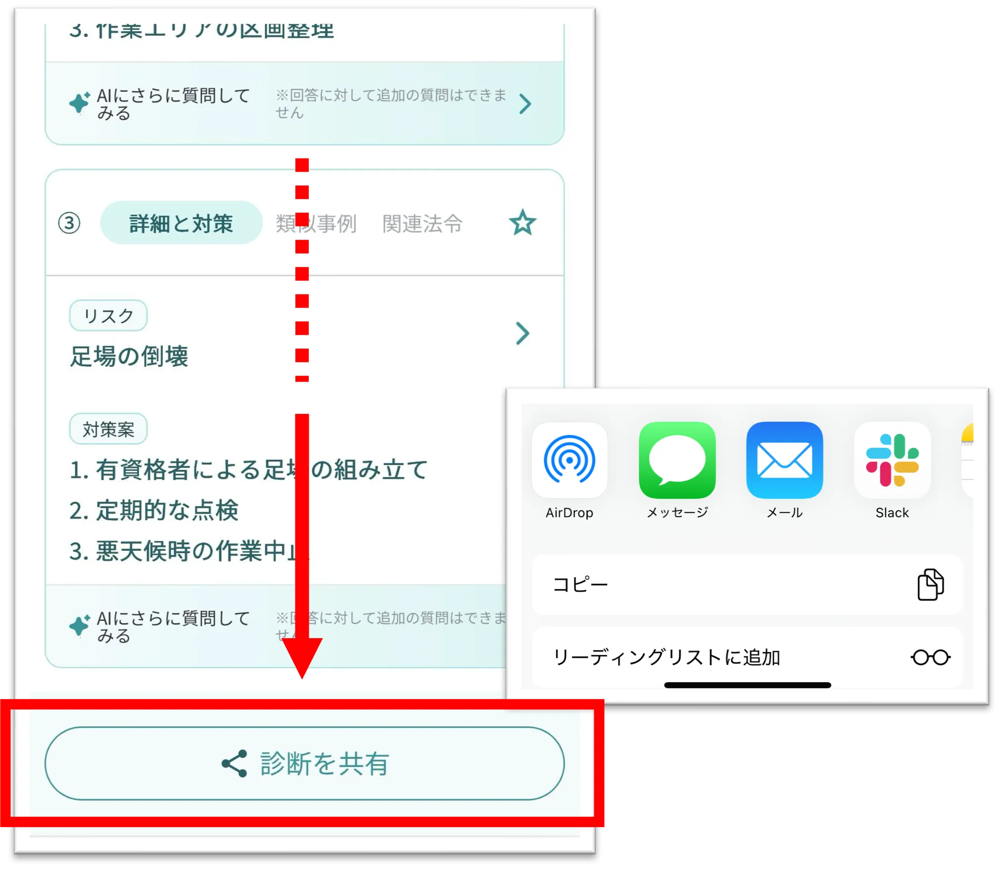 3. 作業エリアの区画整理
AIにさらに質問して
みる
※回答に対して追加の質問はできま
せん
③ 詳細と対策 類似事例 関連法令
リスク
足場の倒壊
対策案
1. 有資格者による足場の組み立て
2. 定期的な点検
3. 悪天候時の作業中止
AIにさらに質問して
みる
※回答に対して追加の質問はできま
せん
診断を共有
AirDrop メッセージ メール Slack
コピー
リーディングリストに追加